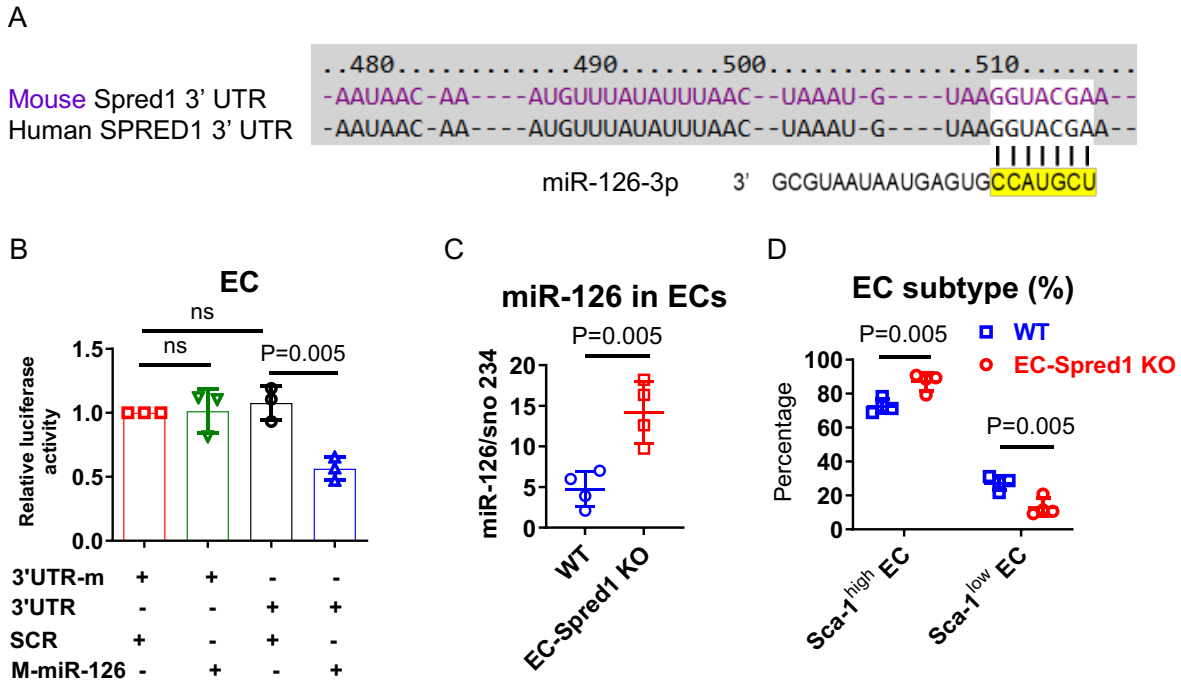 A
..480............490.......500............510........
Mouse Spred1 3’ UTR -AAUAAC-AA----AUGUUUAUAUUUAAC--UAAAU-G----UAAGGUACGAA--
Human SPRED1 3’ UTR -AAUAAC-AA----AUGUUUAUAUUUAAC--UAAAU-G----UAAGGUACGAA--
miR-126-3p 3’ GCGUAAUAAUGAGUGCCAUGCU
B
EC
ns
ns
P=0.005
Relative luciferase
activity
1.5
1.0
0.5
0.0
3'UTR-m + + - -
3'UTR - - + +
SCR + - + -
M-miR-126 - + - +
C
miR-126 in ECs
P=0.005
miR-126/sno 234
20
15
10
5
0
WT
EC-Spred1 KO
D
EC subtype (%)
P=0.005
WT
EC-Spred1 KO
P=0.005
Percentage
100
80
60
40
20
0
Sca-1high EC
Sca-1low EC